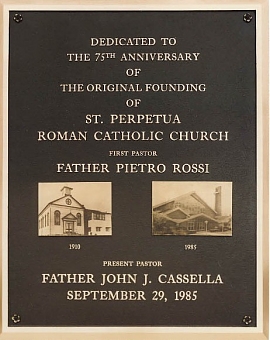 DEDICATED TO
THE 75TH ANNIVERSARY
OF
THE ORIGINAL FOUNDING
OF
ST. PERPETUA
ROMAN CATHOLIC CHURCH
FIRST PASTOR
FATHER PIETRO ROSSI
1910 1985
PRESENT PASTOR
FATHER JOHN J. CASSELLA
SEPTEMBER 29, 1985